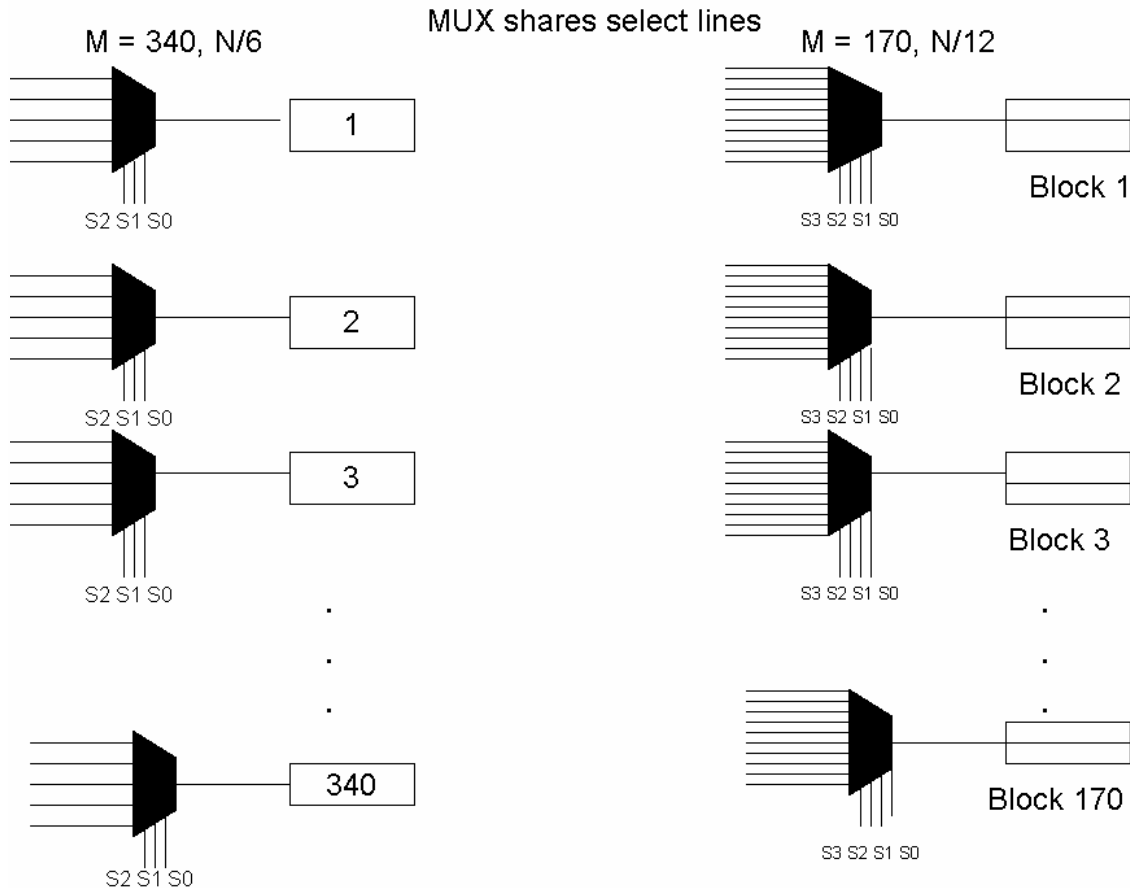 MUX shares select lines
M = 340, N/6
M = 170, N/12
1
S2 S1 S0
Block 1
S3 S2 S1 S0
2
S2 S1 S0
Block 2
S3 S2 S1 S0
3
S2 S1 S0
Block 3
S3 S2 S1 S0
.
.
.
.
.
.
340
S2 S1 S0
Block 170
S3 S2 S1 S0